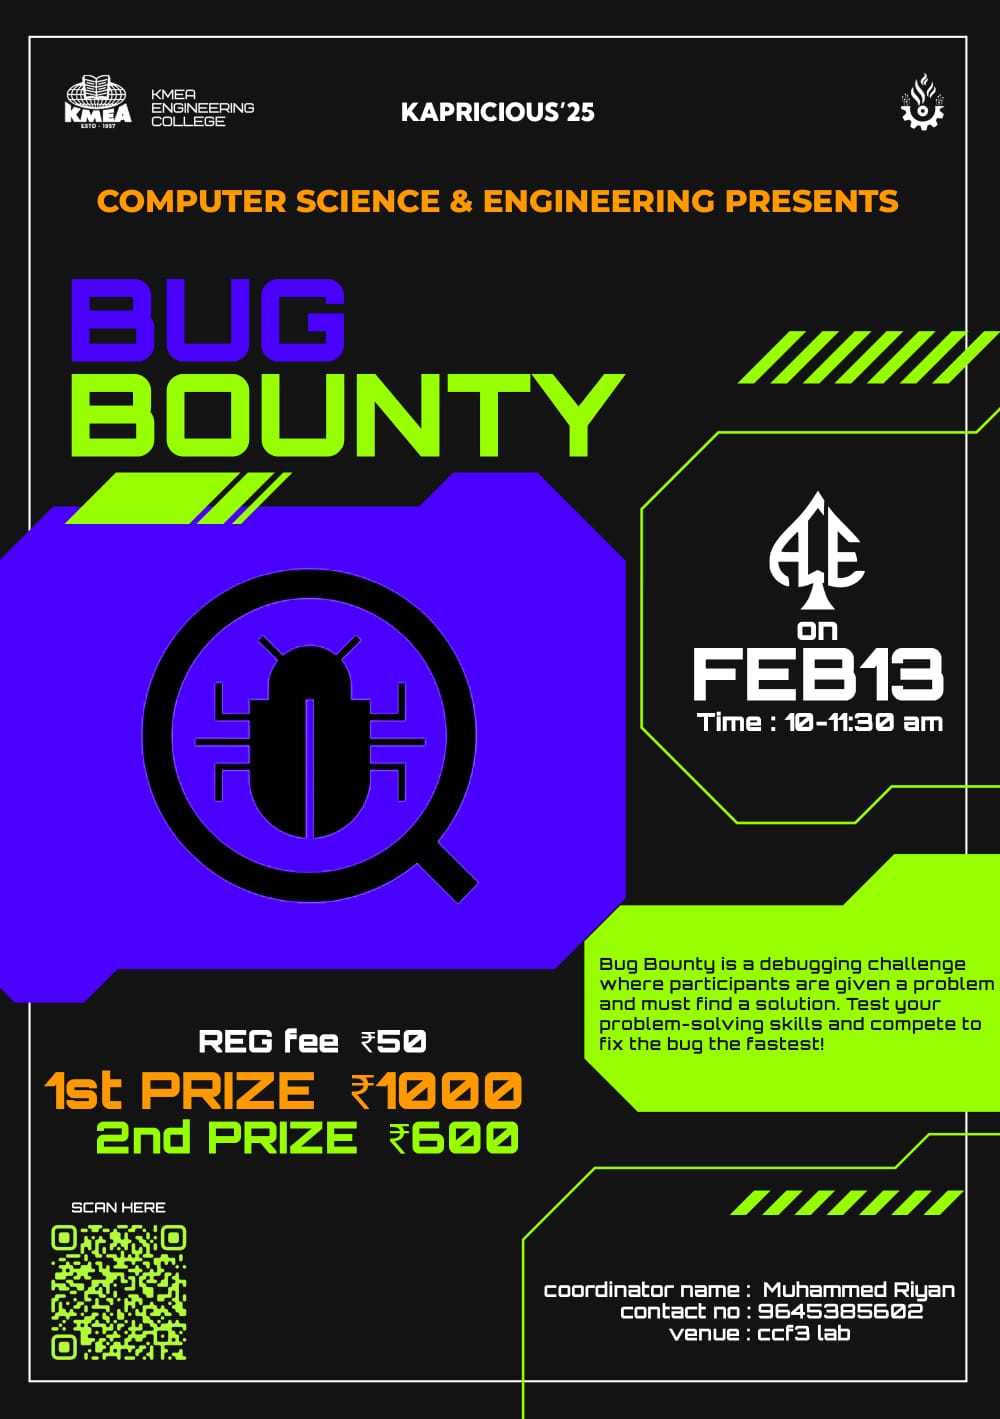 KMEA
ESTD - 1957
KMEA
ENGINEERING
COLLEGE
KAPRICIOUS'25
COMPUTER SCIENCE & ENGINEERING PRESENTS
BUG
BOUNTY
ACE
on
FEB13
Time : 10-11:30 am
Bug Bounty is a debugging challenge
where participants are given a problem
and must find a solution. Test your
problem-solving skills and compete to
fix the bug the fastest!
REG fee ₹50
1st PRIZE ₹1000
2nd PRIZE ₹600
SCAN HERE
coordinator name : Muhammed Riyan
contact no : 9645385602
venue : ccf3 lab